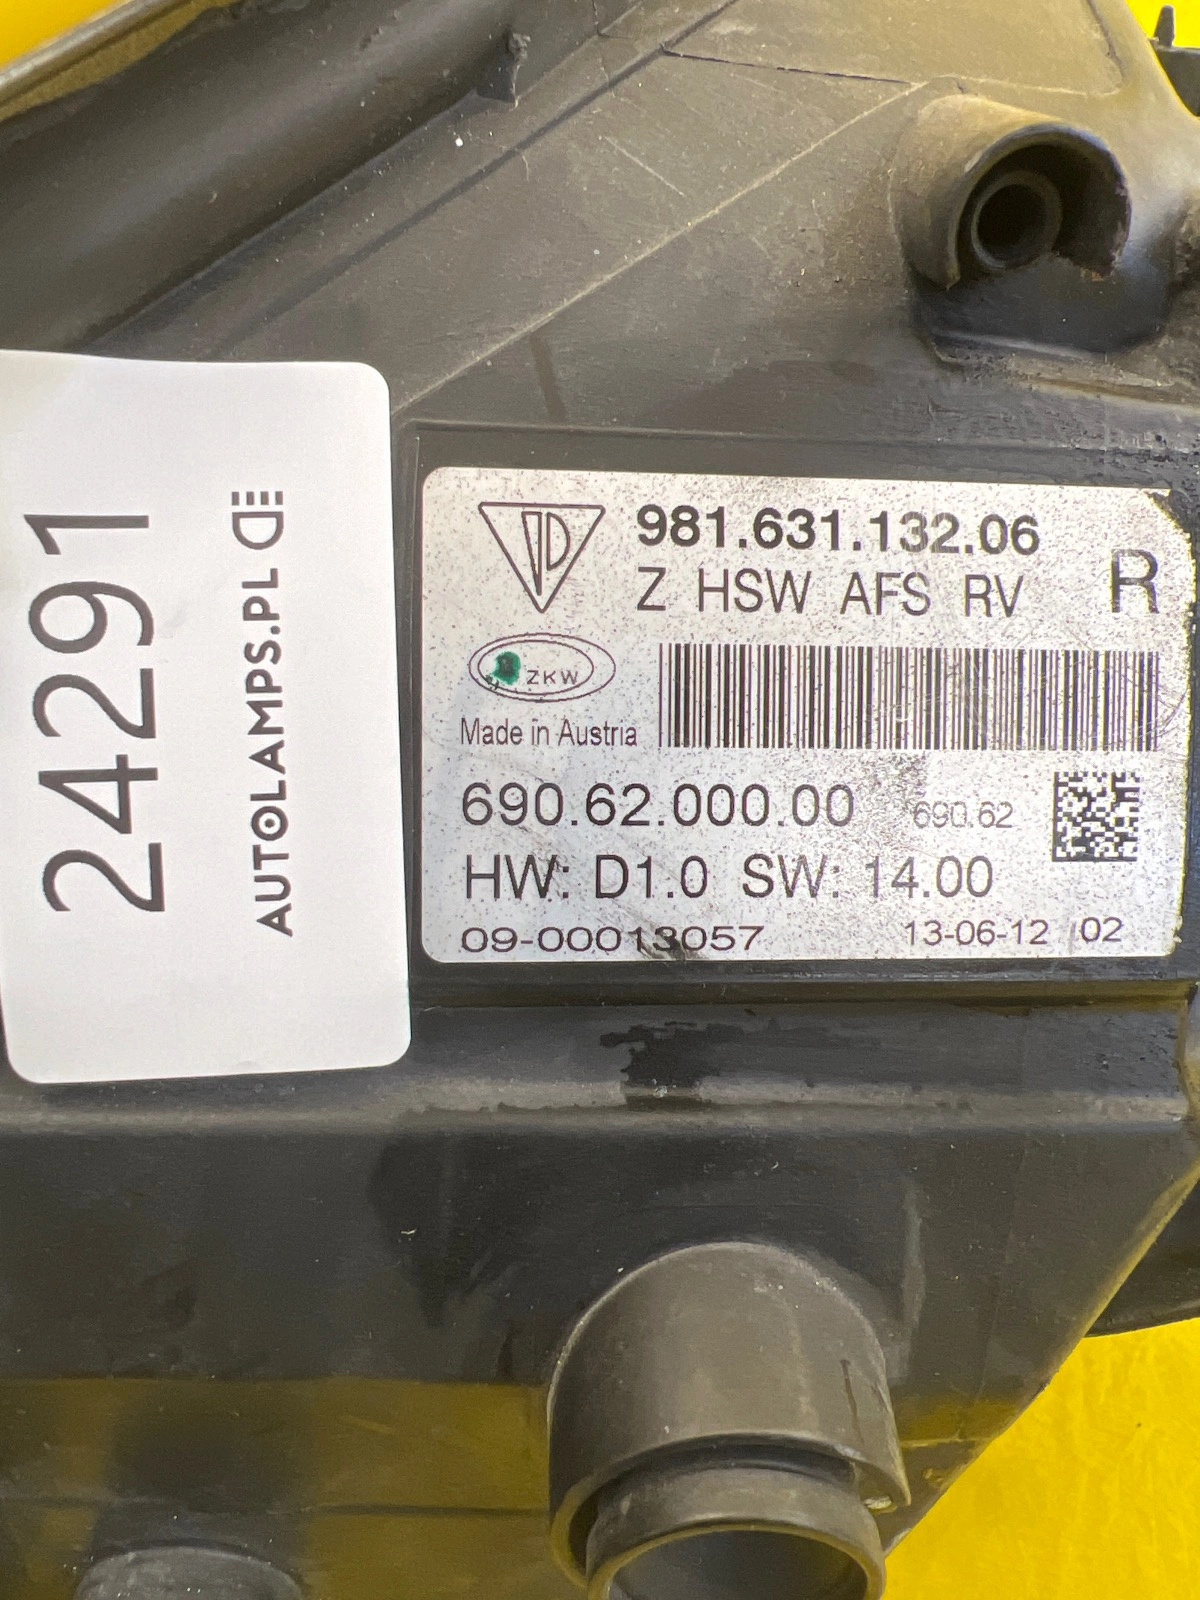 24291
AUTOLAMPS.PL DE
981.631.132.06
Z HSW AFS RV
R
ZKW
Made in Austria
690.62.000.00
690.62
HW: D1.0 SW: 14.00
09-00013057
13-06-12 02